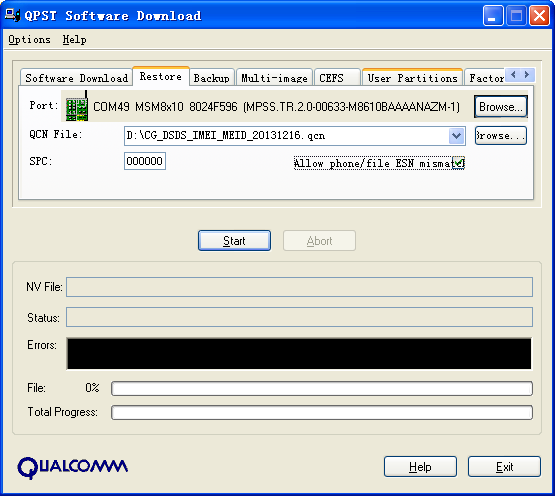 QPST Software Download
Options Help
Software Download Restore Backup Multi-image CEFS User Partitions Factor
Port: COM49 MSM8x10 8024F596 (MPSS.TR.2.0-00633-M8610BAAAANAZM-1) Browse...
QCN File: D:\CG_DSDS_IMEI_MEID_20131216.qcn Browse...
SPC: 000000 Allow phone/file ESN mismatch
Start Abort
NV File:
Status:
Errors:
File: 0%
Total Progress:
QUALCOMM Help Exit